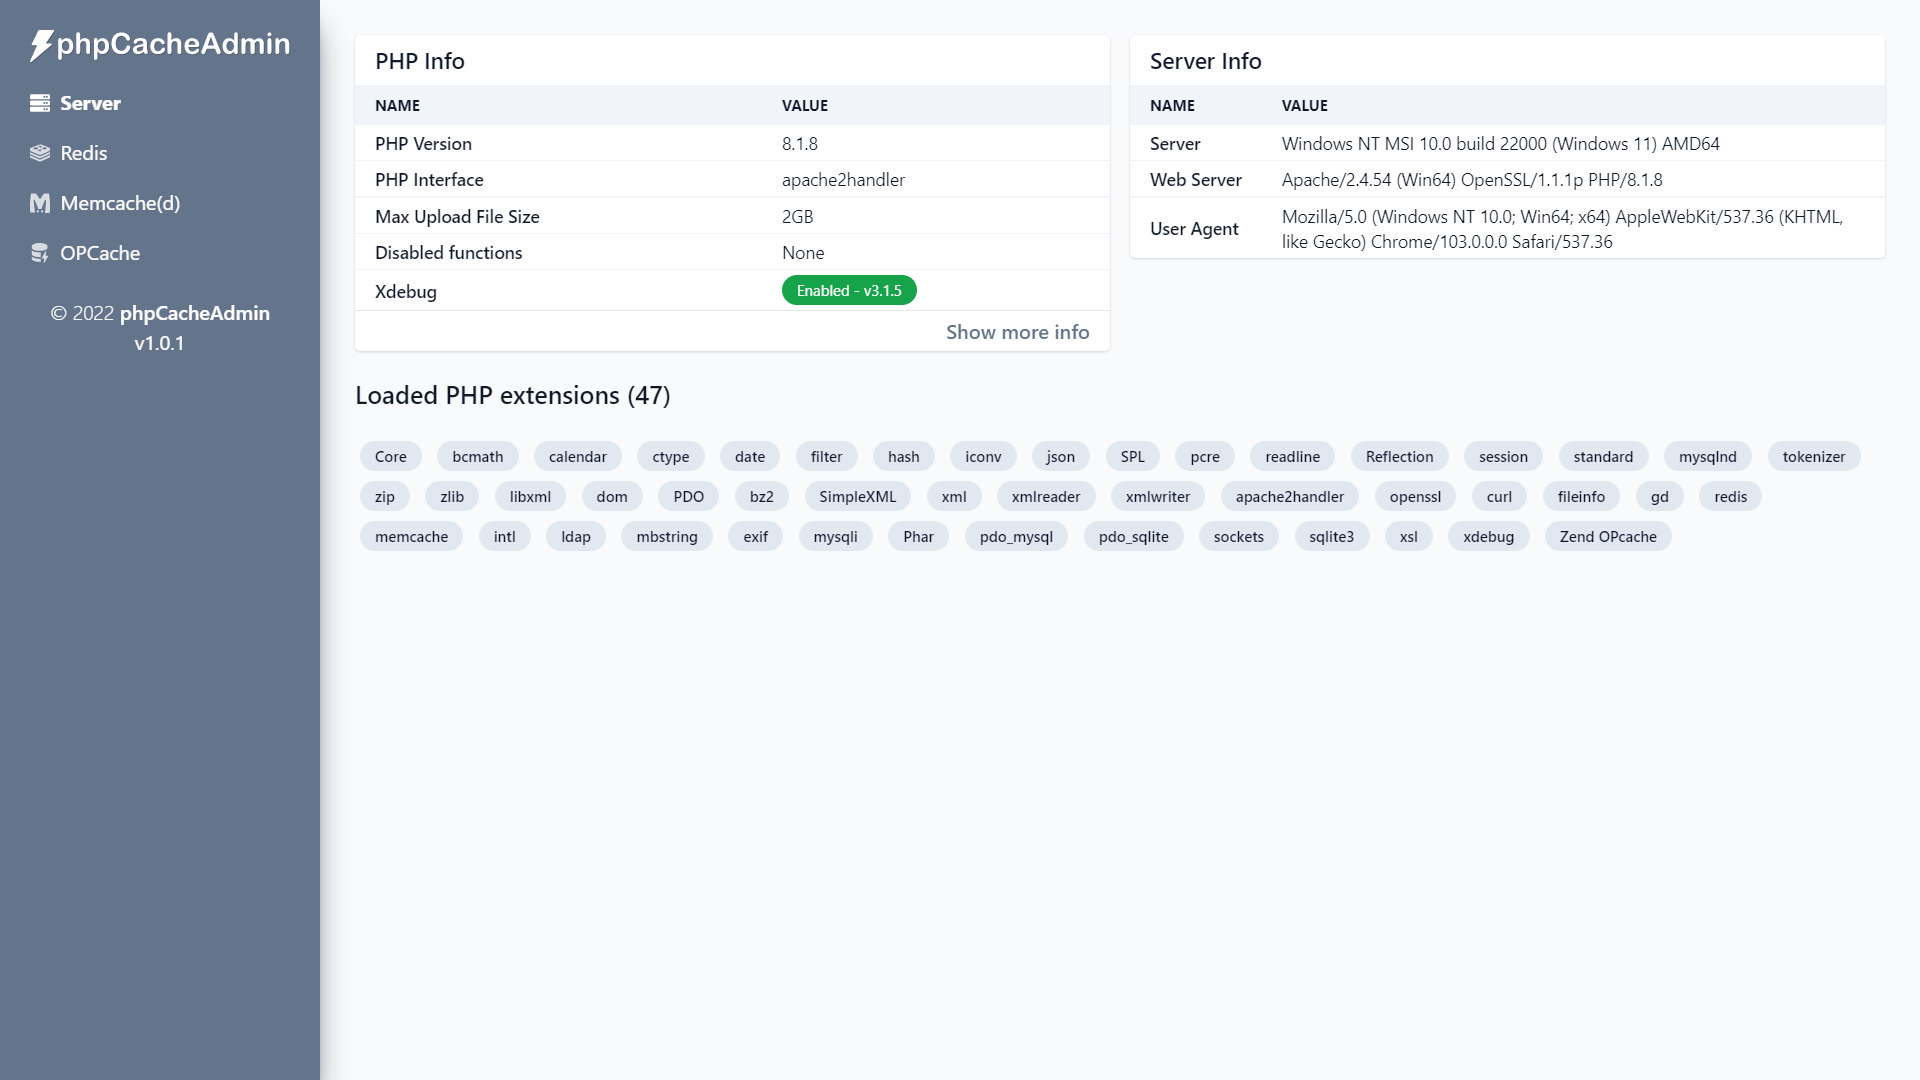 phpCacheAdmin
Server
Redis
Memcache(d)
OPCache
© 2022 phpCacheAdmin
v1.0.1
PHP Info
NAME VALUE
PHP Version 8.1.8
PHP Interface apache2handler
Max Upload File Size 2GB
Disabled functions None
Xdebug Enabled - v3.1.5
Show more info
Server Info
NAME VALUE
Server Windows NT MSI 10.0 build 22000 (Windows 11) AMD64
Web Server Apache/2.4.54 (Win64) OpenSSL/1.1.1p PHP/8.1.8
User Agent Mozilla/5.0 (Windows NT 10.0; Win64; x64) AppleWebKit/537.36 (KHTML,
like Gecko) Chrome/103.0.0.0 Safari/537.36
Loaded PHP extensions (47)
Core bcmath calendar ctype date filter hash iconv json SPL pcre readline Reflection session standard mysqlnd tokenizer
zip zlib libxml dom PDO bz2 SimpleXML xml xmlreader xmlwriter apache2handler openssl curl fileinfo gd redis
memcache intl ldap mbstring exif mysqli Phar pdo_mysql pdo_sqlite sockets sqlite3 xsl xdebug Zend OPcache